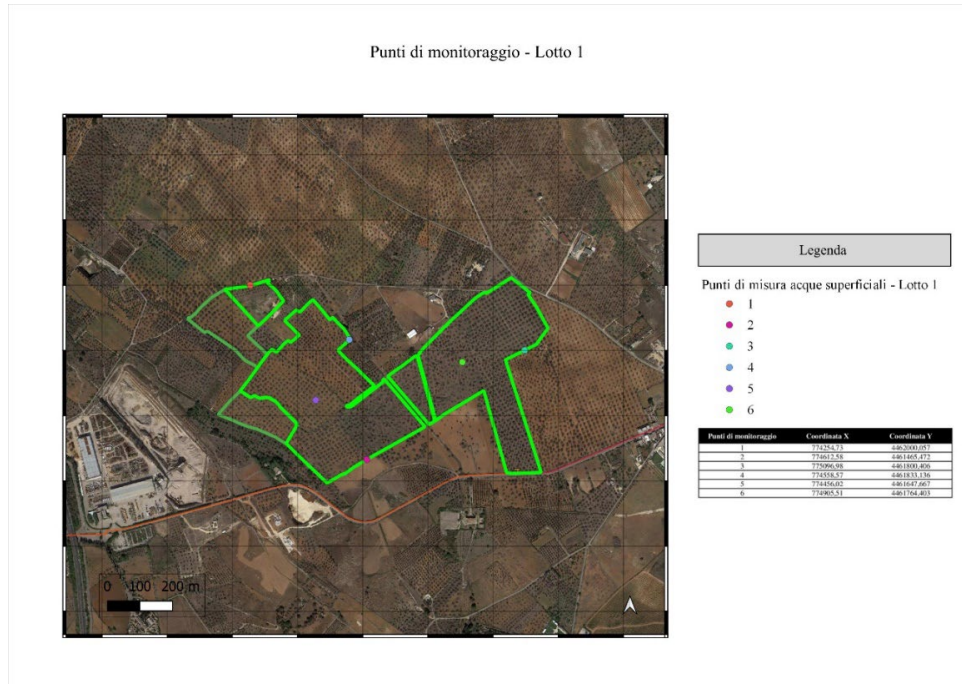 Punti di monitoraggio - Lotto 1
0 100 200 m
Legenda
Punti di misura acque superficiali - Lotto 1
1
2
3
4
5
6
Punti di monitoraggio Coordinata X Coordinata Y
1 774254,73 4462000,057
2 774612,58 4461465,472
3 775096,98 4461800,406
4 774558,57 4461833,136
5 774456,02 4461647,667
6 774905,51 4461764,403